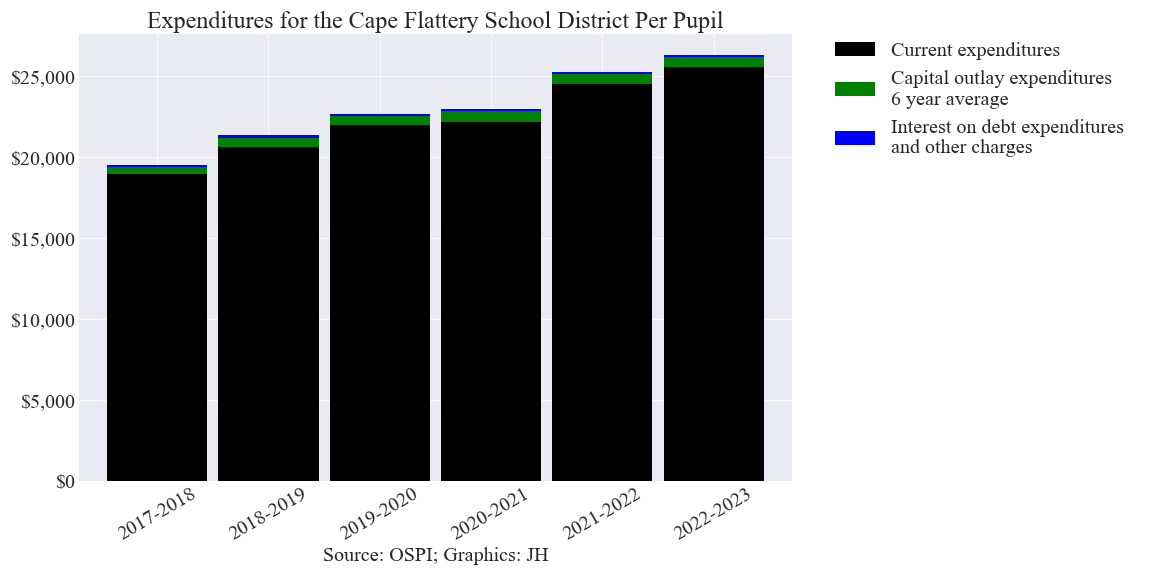 Expenditures for the Cape Flattery School District Per Pupil
$25,000
$20,000
$15,000
$10,000
$5,000
$0
2017-2018
2018-2019
2019-2020
2020-2021
2021-2022
2022-2023
Source: OSPI; Graphics: JH
Current expenditures
Capital outlay expenditures
6 year average
Interest on debt expenditures
and other charges